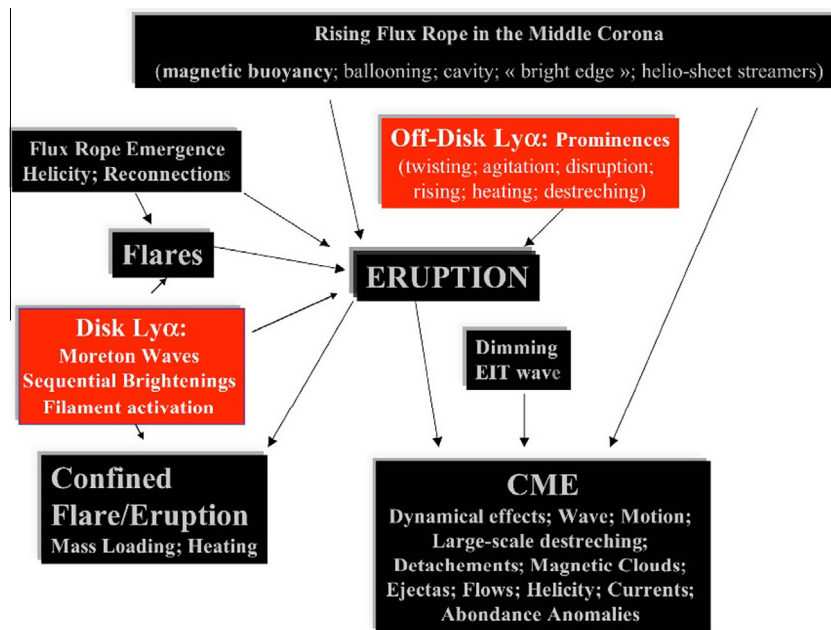 Rising Flux Rope in the Middle Corona
(magnetic buoyancy; ballooning; cavity; « bright edge »; helio-sheet streamers)
Flux Rope Emergence
Helicity; Reconnections
Off-Disk Lyα: Prominences
(twisting; agitation; disruption;
rising; heating; destreching)
Flares
ERUPTION
Disk Lyα:
Moreton Waves
Sequential Brightenings
Filament activation
Dimming
EIT wave
Confined
Flare/Eruption
Mass Loading; Heating
CME
Dynamical effects; Wave; Motion;
Large-scale destreching;
Detachements; Magnetic Clouds;
Ejectas; Flows; Helicity; Currents;
Abondance Anomalies